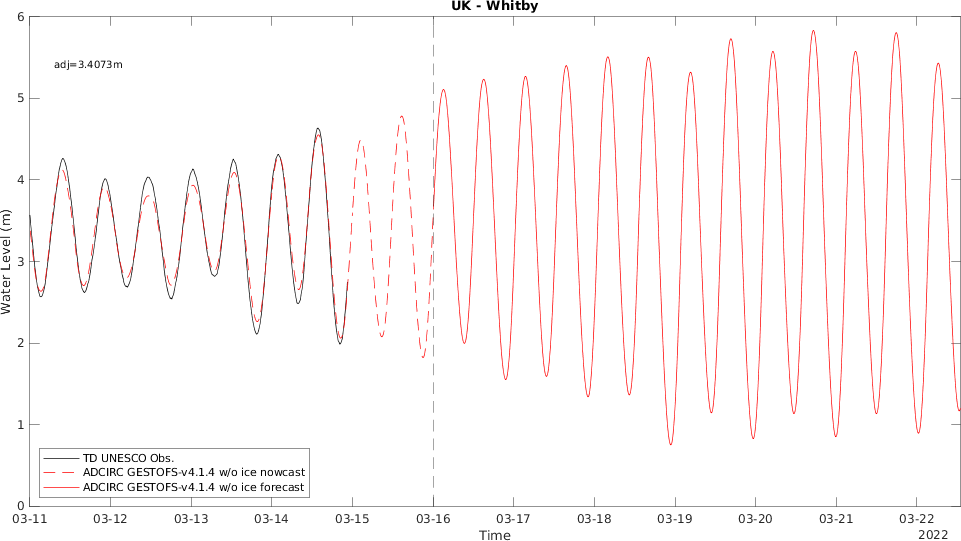 UK - Whitby
adj=3.4073m
Water Level (m)
6
5
4
3
2
1
0
TD UNESCO Obs.
ADCIRC GESTOFS-v4.1.4 w/o ice nowcast
ADCIRC GESTOFS-v4.1.4 w/o ice forecast
03-11 03-12 03-13 03-14 03-15 03-16 03-17 03-18 03-19 03-20 03-21 03-22
Time
2022